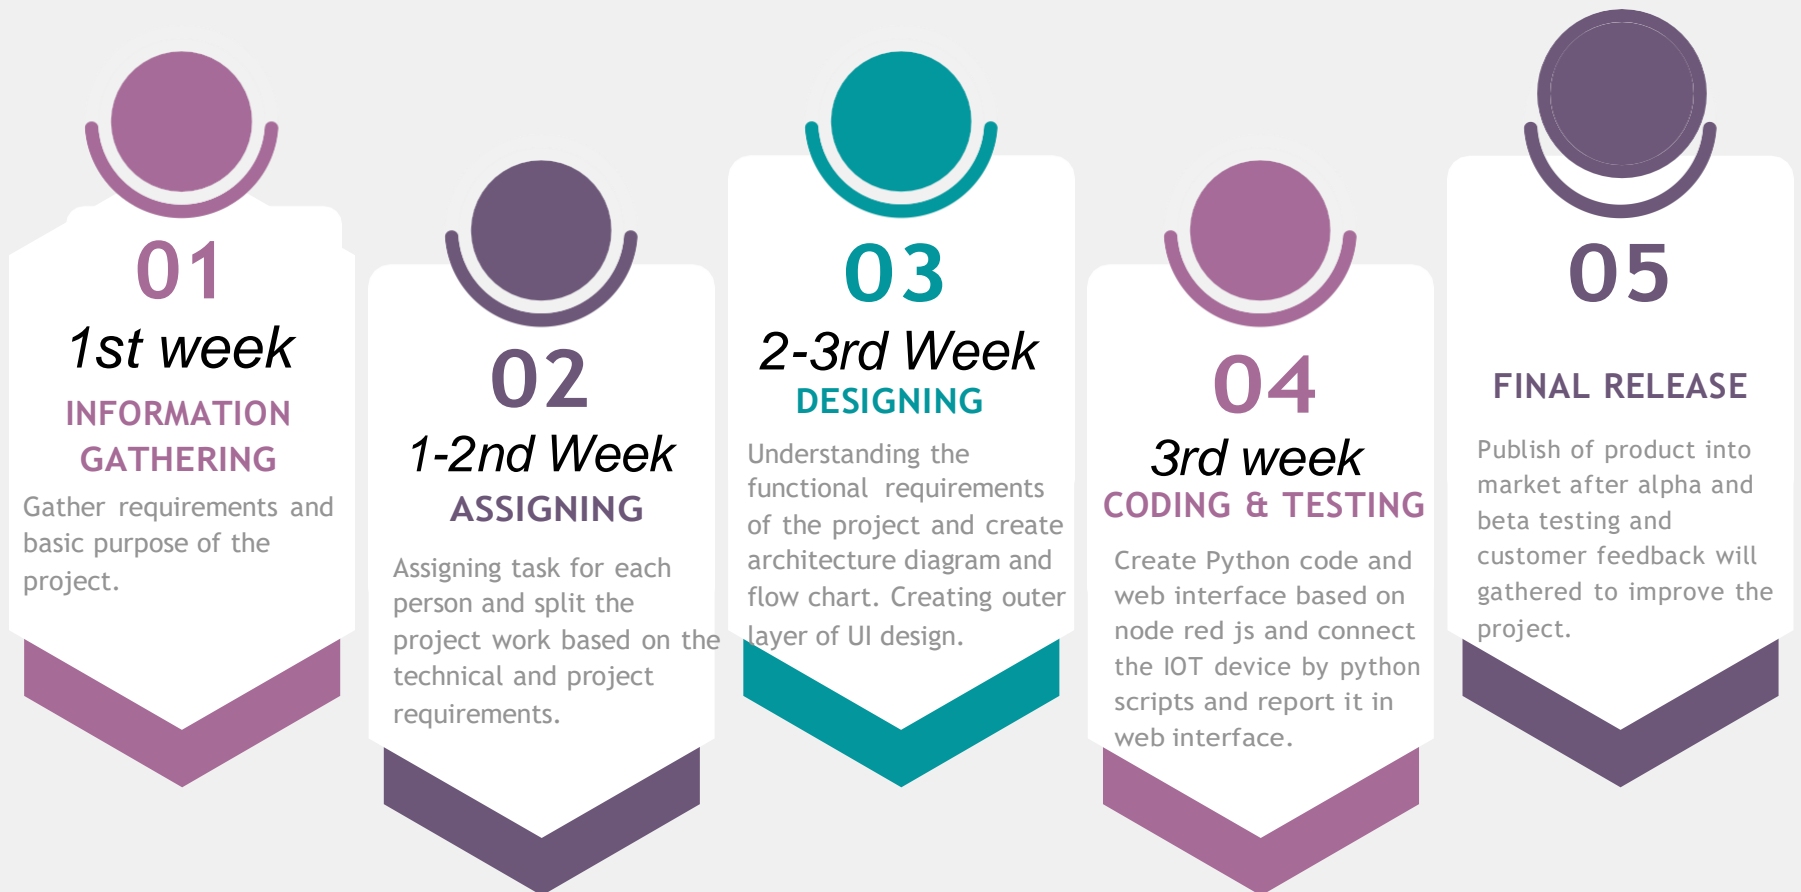 01
1st week
INFORMATION
GATHERING
Gather requirements and
basic purpose of the
project.
02
1-2nd Week
ASSIGNING
Assigning task for each
person and split the
project work based on the
technical and project
requirements.
03
2-3rd Week
DESIGNING
Understanding the
functional requirements
of the project and create
architecture diagram and
flow chart. Creating outer
layer of UI design.
04
3rd week
CODING & TESTING
Create Python code and
web interface based on
node red js and connect
the IOT device by python
scripts and report it in
web interface.
05
FINAL RELEASE
Publish of product into
market after alpha and
beta testing and
customer feedback will
gathered to improve the
project.